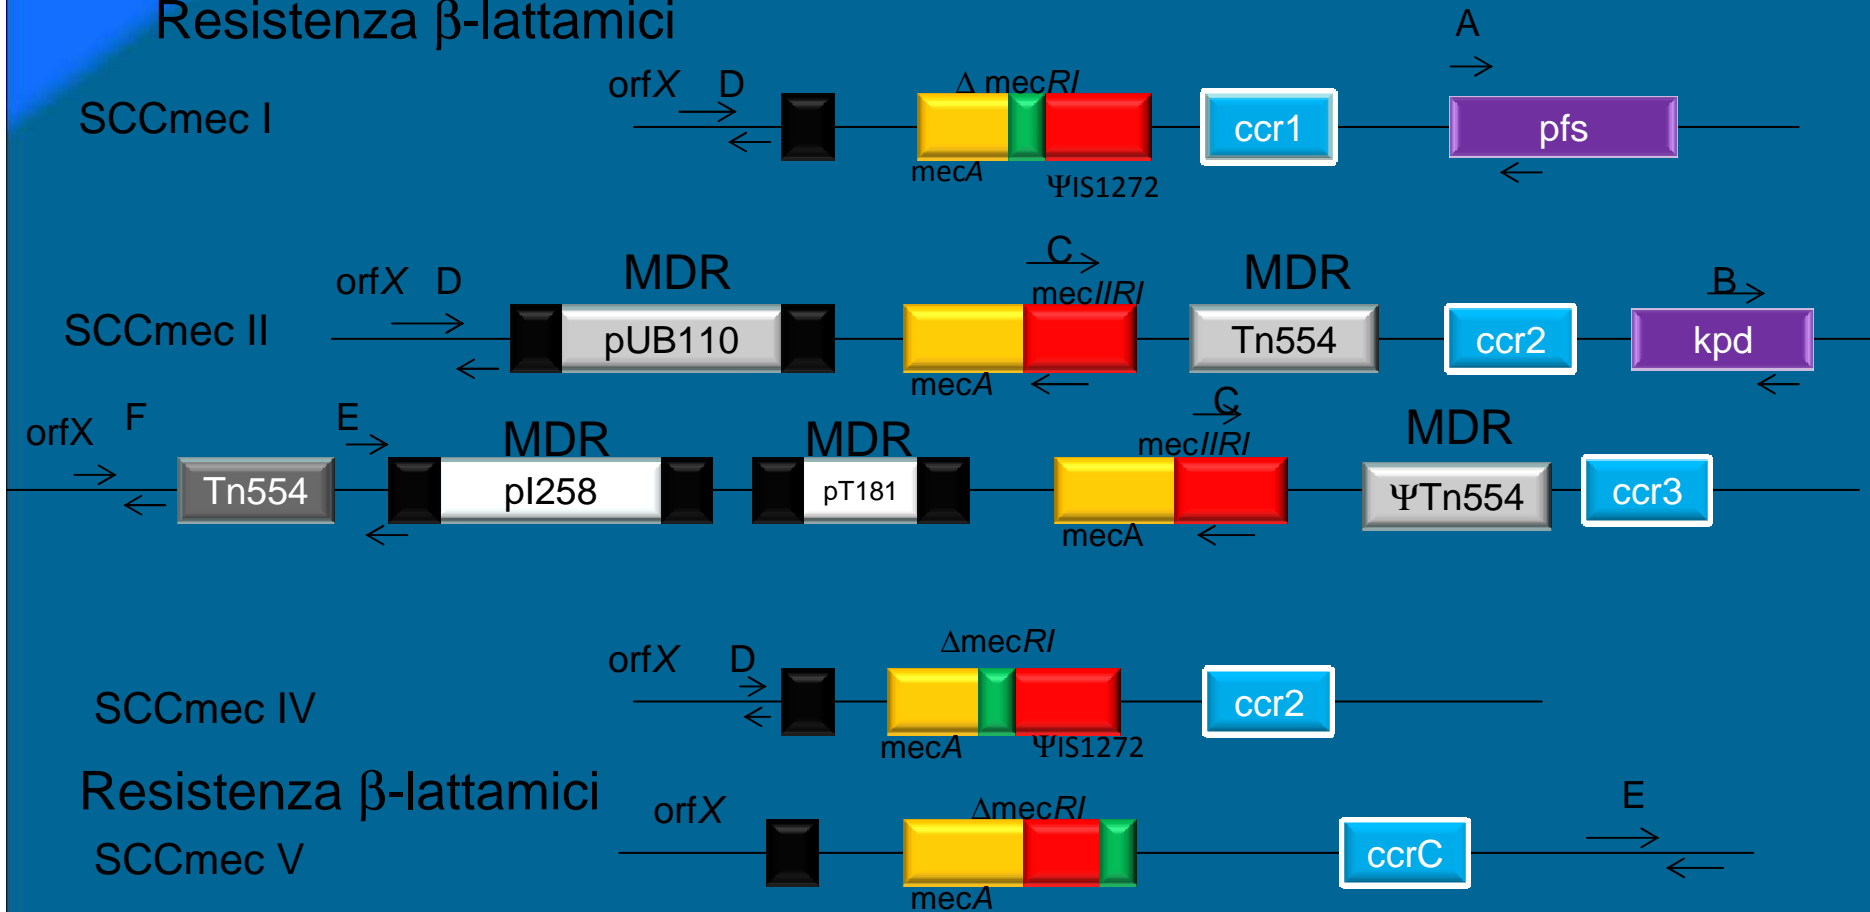 Resistenza β-lattamici
A
orfX D Δ mecRI
SCCmec I
ccr1 pfs
mecA ΨIS1272
orfX D MDR C MDR B
mecIIRI
SCCmec II pUB110 Tn554 ccr2 kpd
mecA
orfX F E MDR MDR C MDR
mecIIRI
Tn554 pI258 pT181 ΨTn554 ccr3
mecA
orfX D ΔmecRI
SCCmec IV ccr2
mecA ΨIS1272
Resistenza β-lattamici
orfX ΔmecRI E
SCCmec V ccrC
mecA